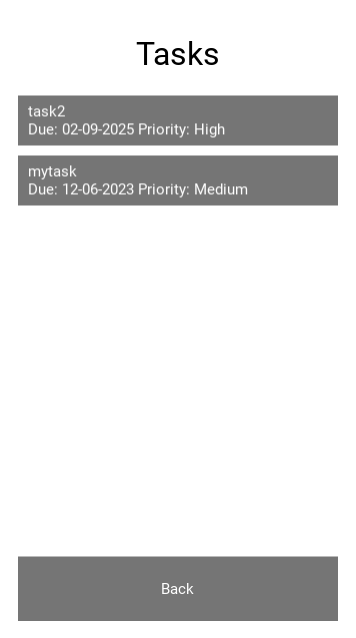 Tasks
task2
Due: 02-09-2025 Priority: High
mytask
Due: 12-06-2023 Priority: Medium
Back